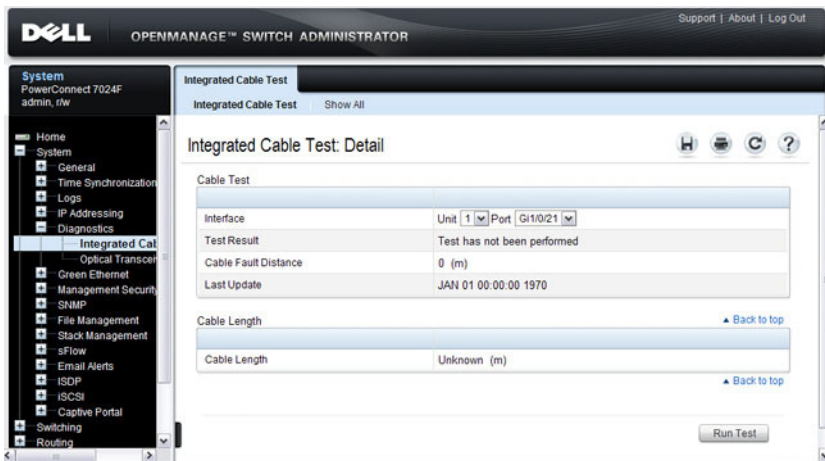 Support | About | Log Out
DELL
OPENMANAGE™ SWITCH ADMINISTRATOR
System
PowerConnect 7024F
admin, r/w
Home
System
General
Time Synchronization
Logs
IP Addressing
Diagnostics
Integrated Cab
Optical Transcei
Green Ethernet
Management Security
SNMP
File Management
Stack Management
sFlow
Email Alerts
ISDP
iSCSI
Captive Portal
Switching
Routing
Integrated Cable Test
Integrated Cable Test Show All
Integrated Cable Test: Detail
Cable Test
Interface Unit 1 Port Gi1/0/21
Test Result Test has not been performed
Cable Fault Distance 0 (m)
Last Update JAN 01 00:00:00 1970
Cable Length ▲ Back to top
Cable Length Unknown (m)
▲ Back to top
Run Test